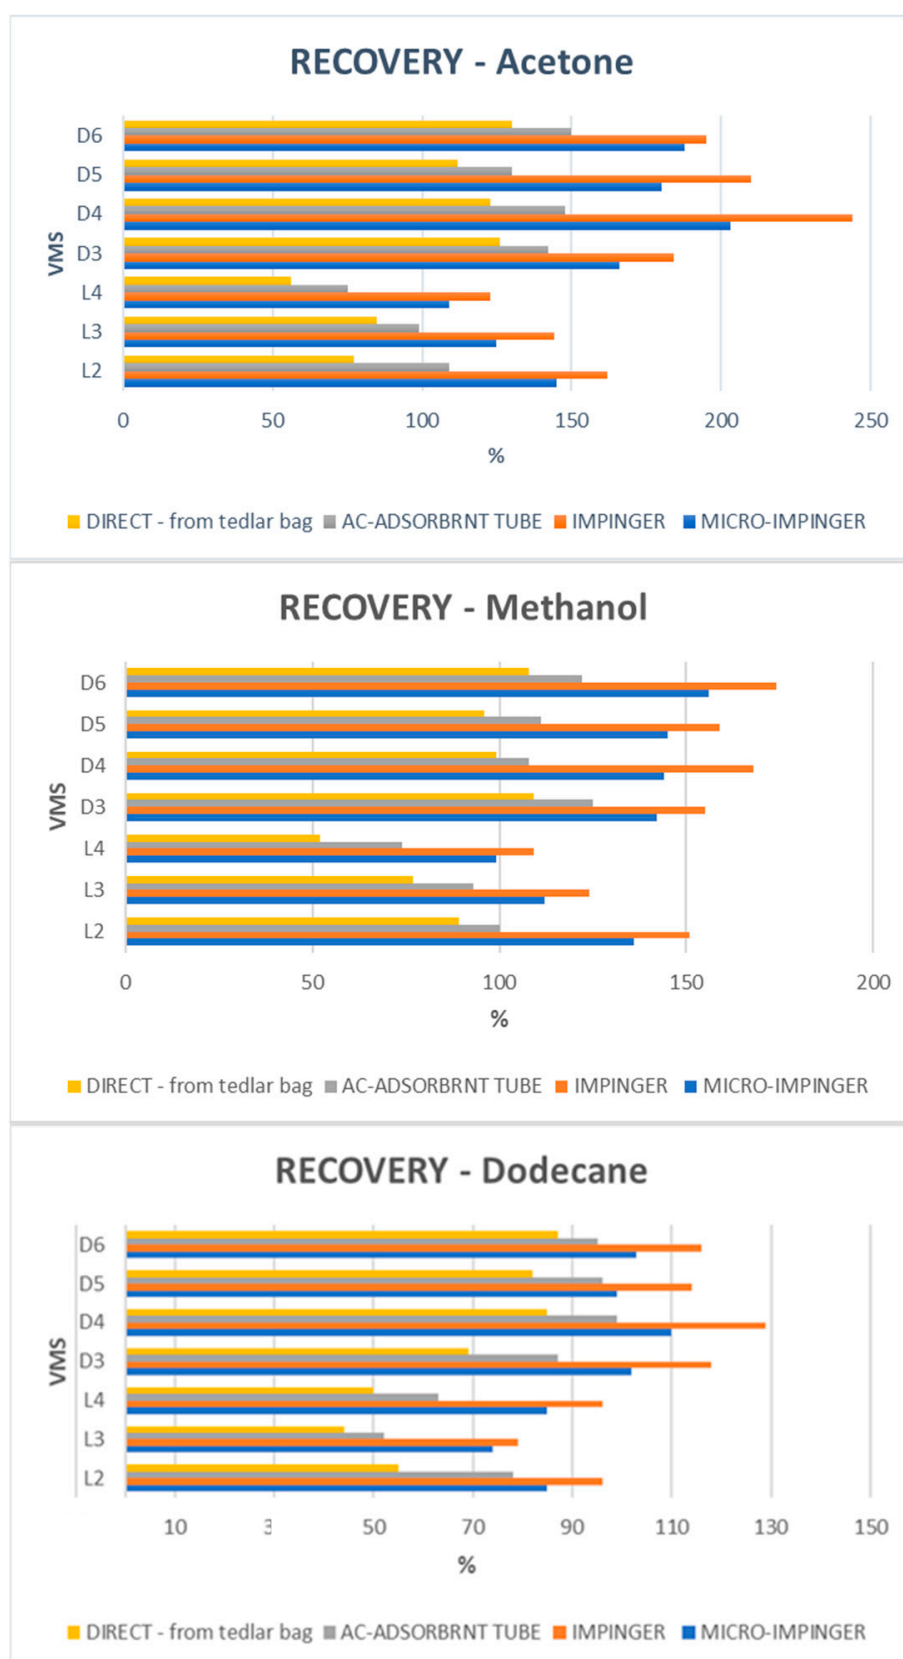 RECOVERY - Acetone
D6
D5
D4
D3
L4
L3
L2
VMS
0 50 100 150 200 250
%
DIRECT - from tedlar bag AC-ADSORBRNT TUBE IMPINGER MICRO-IMPINGER
RECOVERY - Methanol
D6
D5
D4
D3
L4
L3
L2
VMS
0 50 100 150 200
%
DIRECT - from tedlar bag AC-ADSORBRNT TUBE IMPINGER MICRO-IMPINGER
RECOVERY - Dodecane
D6
D5
D4
D3
L4
L3
L2
VMS
10 50 70 90 110 130 150
%
DIRECT - from tedlar bag AC-ADSORBRNT TUBE IMPINGER MICRO-IMPINGER